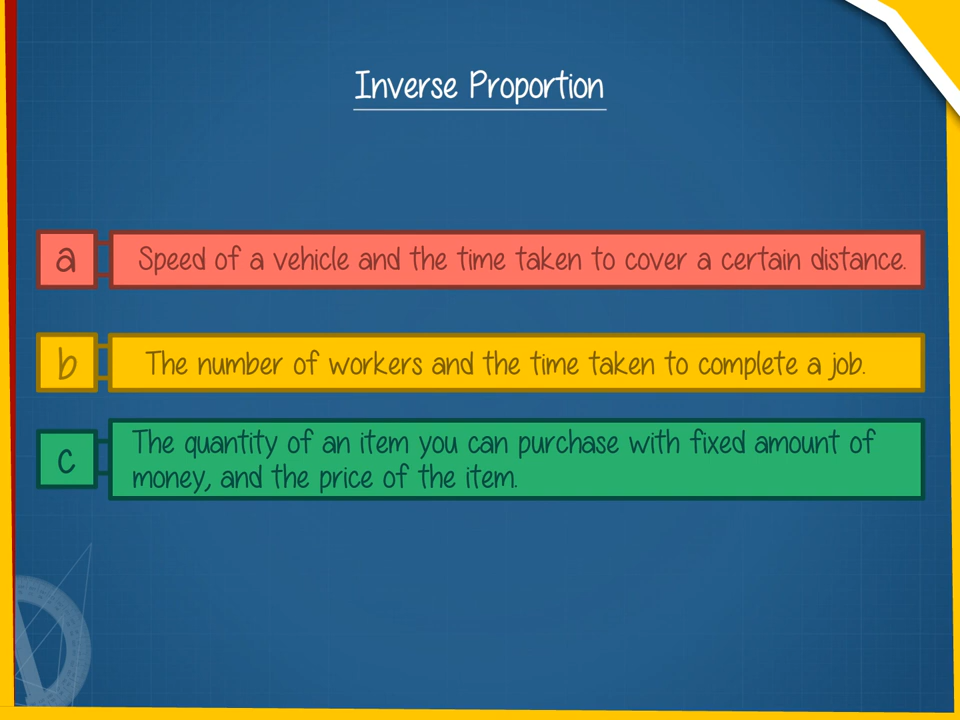 Inverse Proportion
a
Speed of a vehicle and the time taken to cover a certain distance.
b
The number of workers and the time taken to complete a job.
c
The quantity of an item you can purchase with fixed amount of
money, and the price of the item.